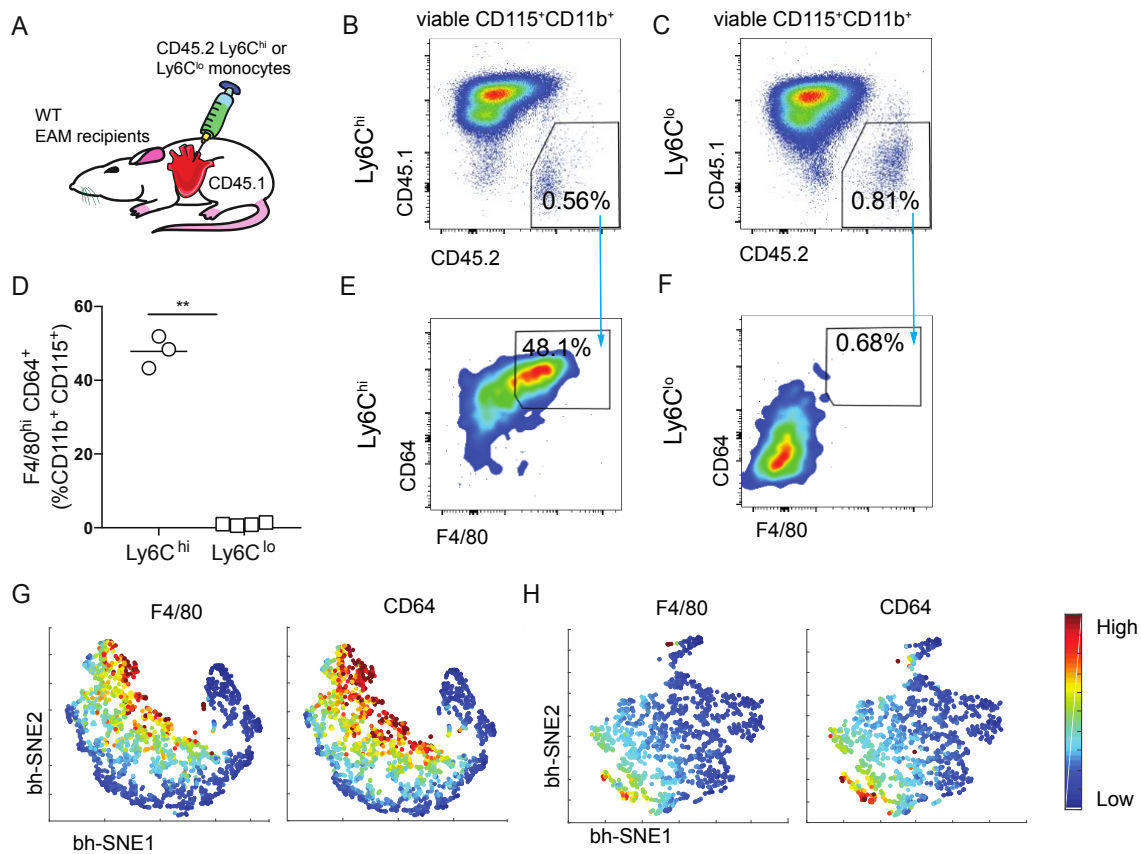 A
CD45.2 Ly6Cʰⁱ or
Ly6Cˡᵒ monocytes
WT
EAM recipients
CD45.1
B
viable CD115⁺CD11b⁺
Ly6Cʰⁱ
CD45.1
0.56%
CD45.2
C
viable CD115⁺CD11b⁺
Ly6Cˡᵒ
CD45.1
0.81%
CD45.2
D
F4/80ʰⁱ CD64⁺
(%CD11b⁺ CD115⁺)
60
40
20
0
**
Ly6C ʰⁱ
Ly6C ˡᵒ
E
Ly6Cʰⁱ
CD64
48.1%
F4/80
F
Ly6Cˡᵒ
CD64
0.68%
F4/80
G
F4/80
CD64
bh-SNE2
bh-SNE1
H
F4/80
CD64
bh-SNE2
bh-SNE1
High
Low